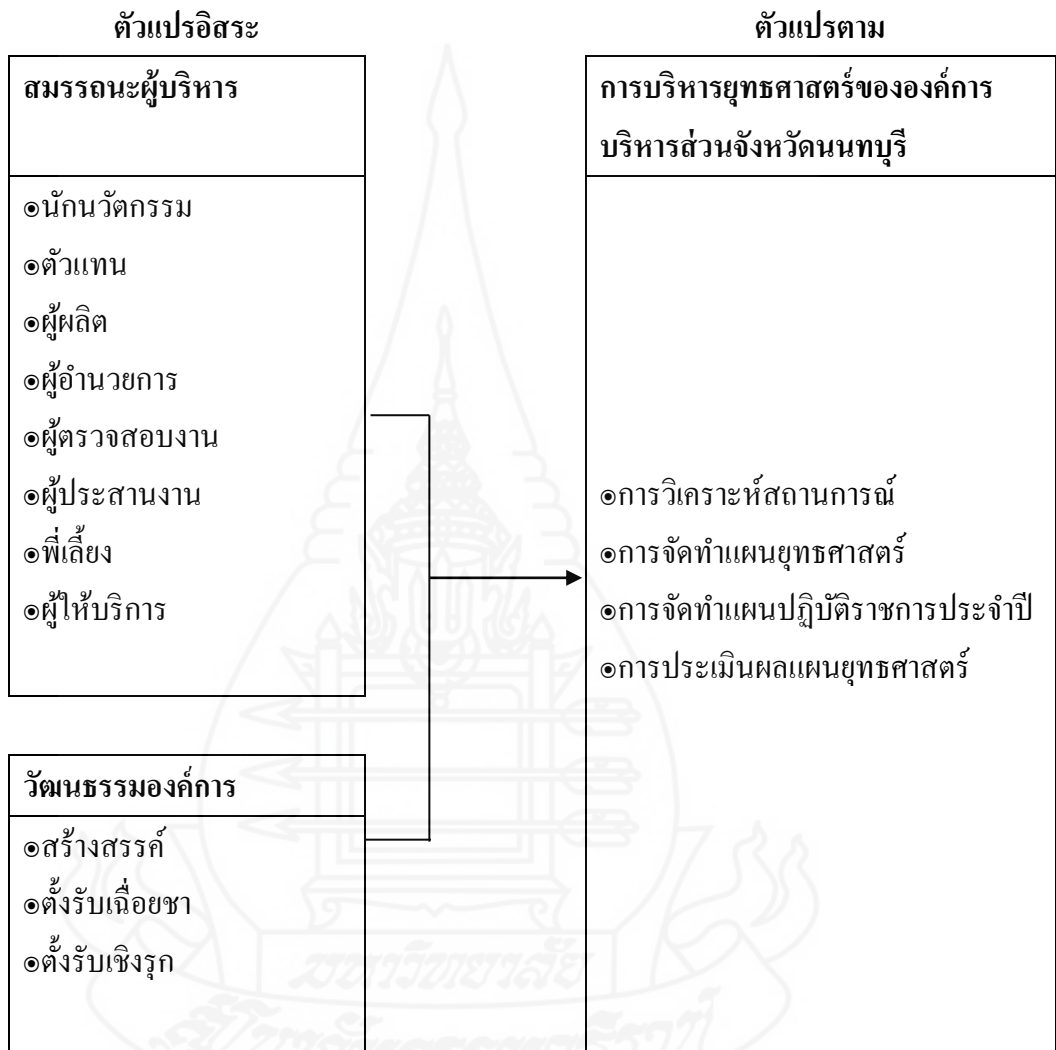 ตัวแปรอิสระ
ตัวแปรตาม
สมรรถนะผู้บริหาร
◉นักนวัตกรรม
◉ตัวแทน
◉ผู้ผลิต
◉ผู้อำนวยการ
◉ผู้ตรวจสอบงาน
◉ผู้ประสานงาน
◉พี่เลี้ยง
◉ผู้ให้บริการ
วัฒนธรรมองค์การ
◉สร้างสรรค์
◉ตั้งรับเฉื่อยชา
◉ตั้งรับเชิงรุก
การบริหารยุทธศาสตร์ขององค์การ
บริหารส่วนจังหวัดนนทบุรี
◉การวิเคราะห์สถานการณ์
◉การจัดทำแผนยุทธศาสตร์
◉การจัดทำแผนปฏิบัติราชการประจำปี
◉การประเมินผลแผนยุทธศาสตร์
มหาวิทยาลัย